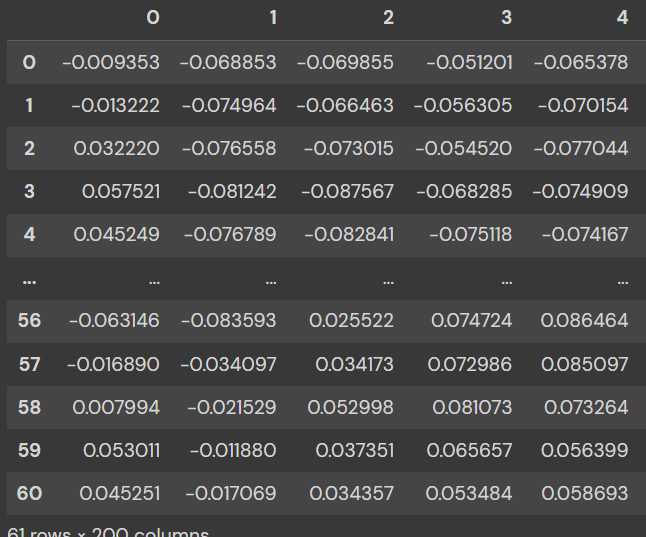 0 1 2 3 4
0 -0.009353 -0.068853 -0.069855 -0.051201 -0.065378
1 -0.013222 -0.074964 -0.066463 -0.056305 -0.070154
2 0.032220 -0.076558 -0.073015 -0.054520 -0.077044
3 0.057521 -0.081242 -0.087567 -0.068285 -0.074909
4 0.045249 -0.076789 -0.082841 -0.075118 -0.074167
... ... ... ... ... ...
56 -0.063146 -0.083593 0.025522 0.074724 0.086464
57 -0.016890 -0.034097 0.034173 0.072986 0.085097
58 0.007994 -0.021529 0.052998 0.081073 0.073264
59 0.053011 -0.011880 0.037351 0.065657 0.056399
60 0.045251 -0.017069 0.034357 0.053484 0.058693
61 rows × 200 columns